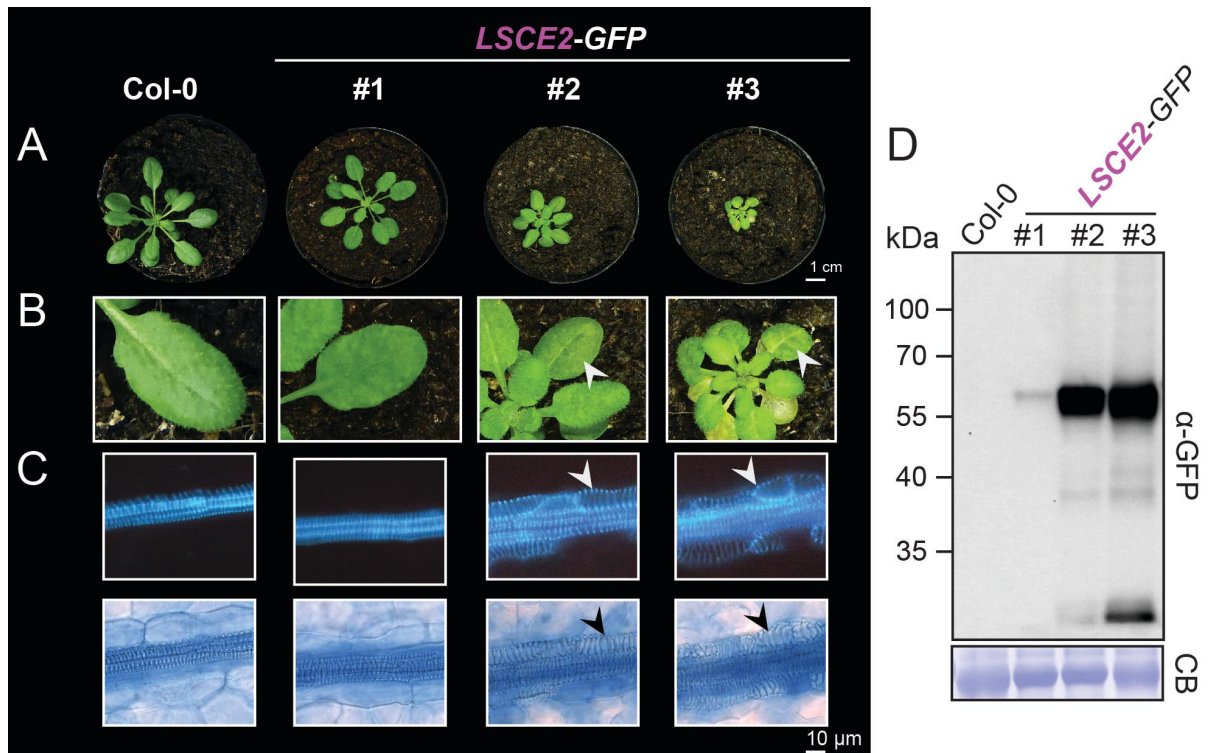 LSCE2-GFP
Col-0 #1 #2 #3
A
1 cm
B
C
10 µm
D
LSCE2-GFP
Col-0
kDa #1 #2 #3
100
70
55
40
35
α-GFP
CB